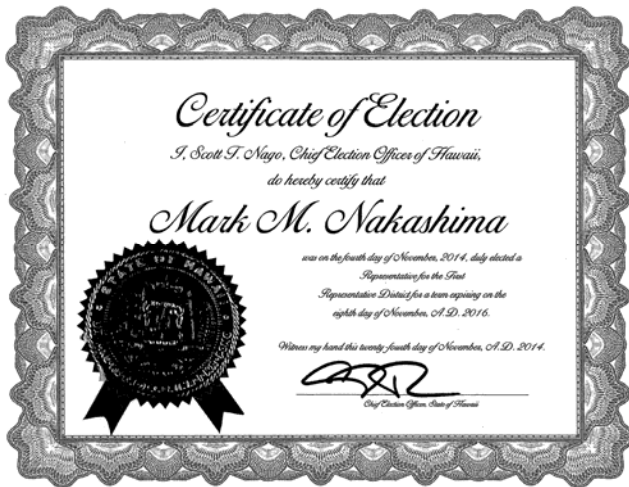 Certificate of Election
I, Scott T. Nago, Chief Election Officer of Hawaii,
do hereby certify that
Mark M. Nakashima
was on the fourth day of November, 2014, duly elected a
Representative for the First
Representative District for a term expiring on the
eighth day of November, A.D. 2016.
STATE OF HAWAII
Witness my hand this twenty-fourth day of November, A.D. 2014.
Chief Election Officer, State of Hawaii